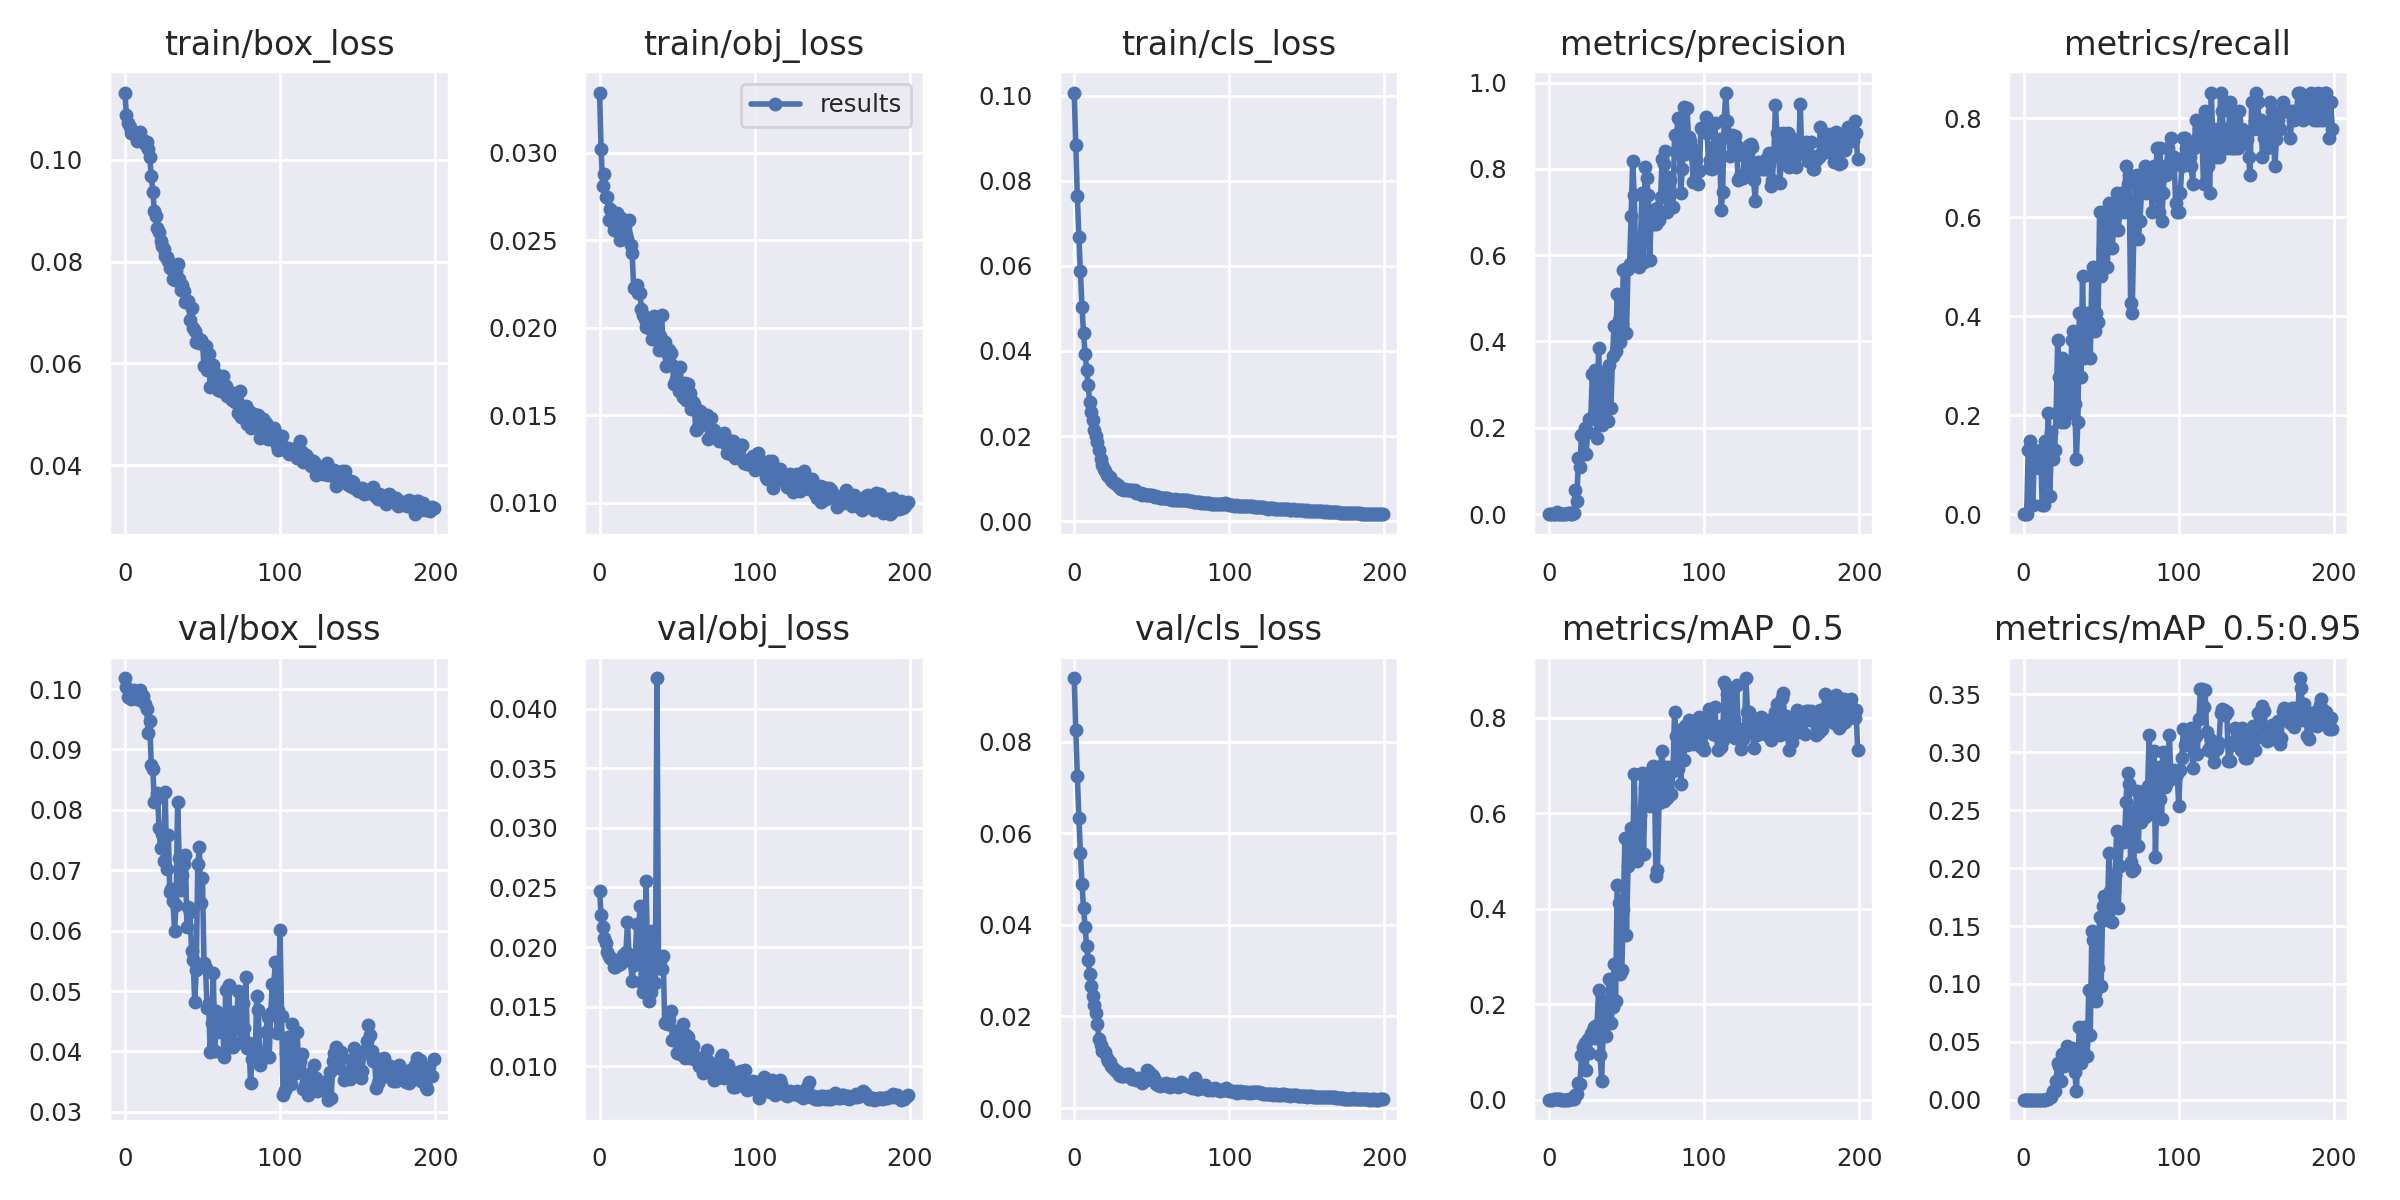 train/box_loss
train/obj_loss
train/cls_loss
metrics/precision
metrics/recall
0.10
0.08
0.06
0.04
0 100 200
results
0.030
0.025
0.020
0.015
0.010
0 100 200
0.10
0.08
0.06
0.04
0.02
0.00
0 100 200
1.0
0.8
0.6
0.4
0.2
0.0
0 100 200
0.8
0.6
0.4
0.2
0.0
0 100 200
val/box_loss
val/obj_loss
val/cls_loss
metrics/mAP_0.5
metrics/mAP_0.5:0.95
0.10
0.09
0.08
0.07
0.06
0.05
0.04
0.03
0 100 200
0.040
0.035
0.030
0.025
0.020
0.015
0.010
0 100 200
0.08
0.06
0.04
0.02
0.00
0 100 200
0.8
0.6
0.4
0.2
0.0
0 100 200
0.35
0.30
0.25
0.20
0.15
0.10
0.05
0.00
0 100 200